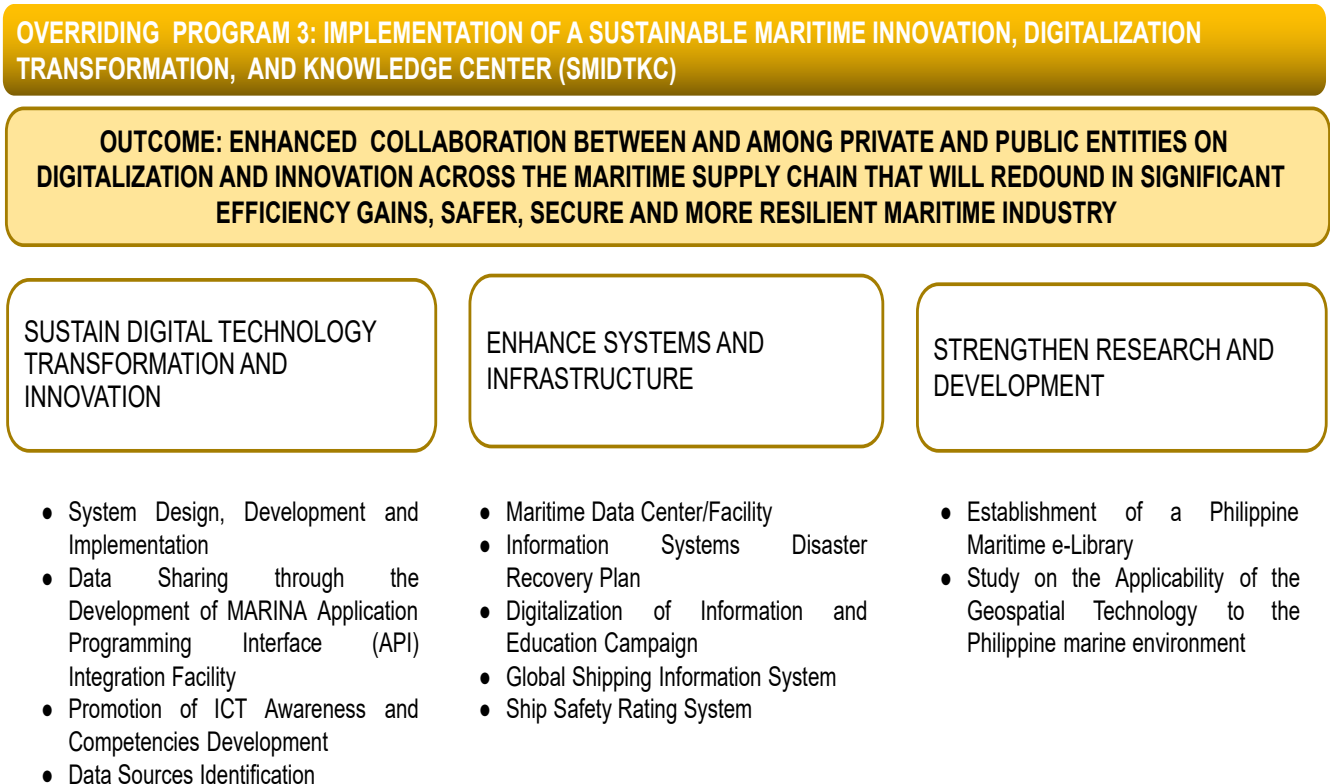 OVERRIDING PROGRAM 3: IMPLEMENTATION OF A SUSTAINABLE MARITIME INNOVATION, DIGITALIZATION
TRANSFORMATION, AND KNOWLEDGE CENTER (SMIDTKC)
OUTCOME: ENHANCED COLLABORATION BETWEEN AND AMONG PRIVATE AND PUBLIC ENTITIES ON
DIGITALIZATION AND INNOVATION ACROSS THE MARITIME SUPPLY CHAIN THAT WILL REDOUND IN SIGNIFICANT
EFFICIENCY GAINS, SAFER, SECURE AND MORE RESILIENT MARITIME INDUSTRY
SUSTAIN DIGITAL TECHNOLOGY
TRANSFORMATION AND
INNOVATION
● System Design, Development and
Implementation
● Data Sharing through the
Development of MARINA Application
Programming Interface (API)
Integration Facility
● Promotion of ICT Awareness and
Competencies Development
● Data Sources Identification
ENHANCE SYSTEMS AND
INFRASTRUCTURE
● Maritime Data Center/Facility
● Information Systems Disaster
Recovery Plan
● Digitalization of Information and
Education Campaign
● Global Shipping Information System
● Ship Safety Rating System
STRENGTHEN RESEARCH AND
DEVELOPMENT
● Establishment of a Philippine
Maritime e-Library
● Study on the Applicability of the
Geospatial Technology to the
Philippine marine environment